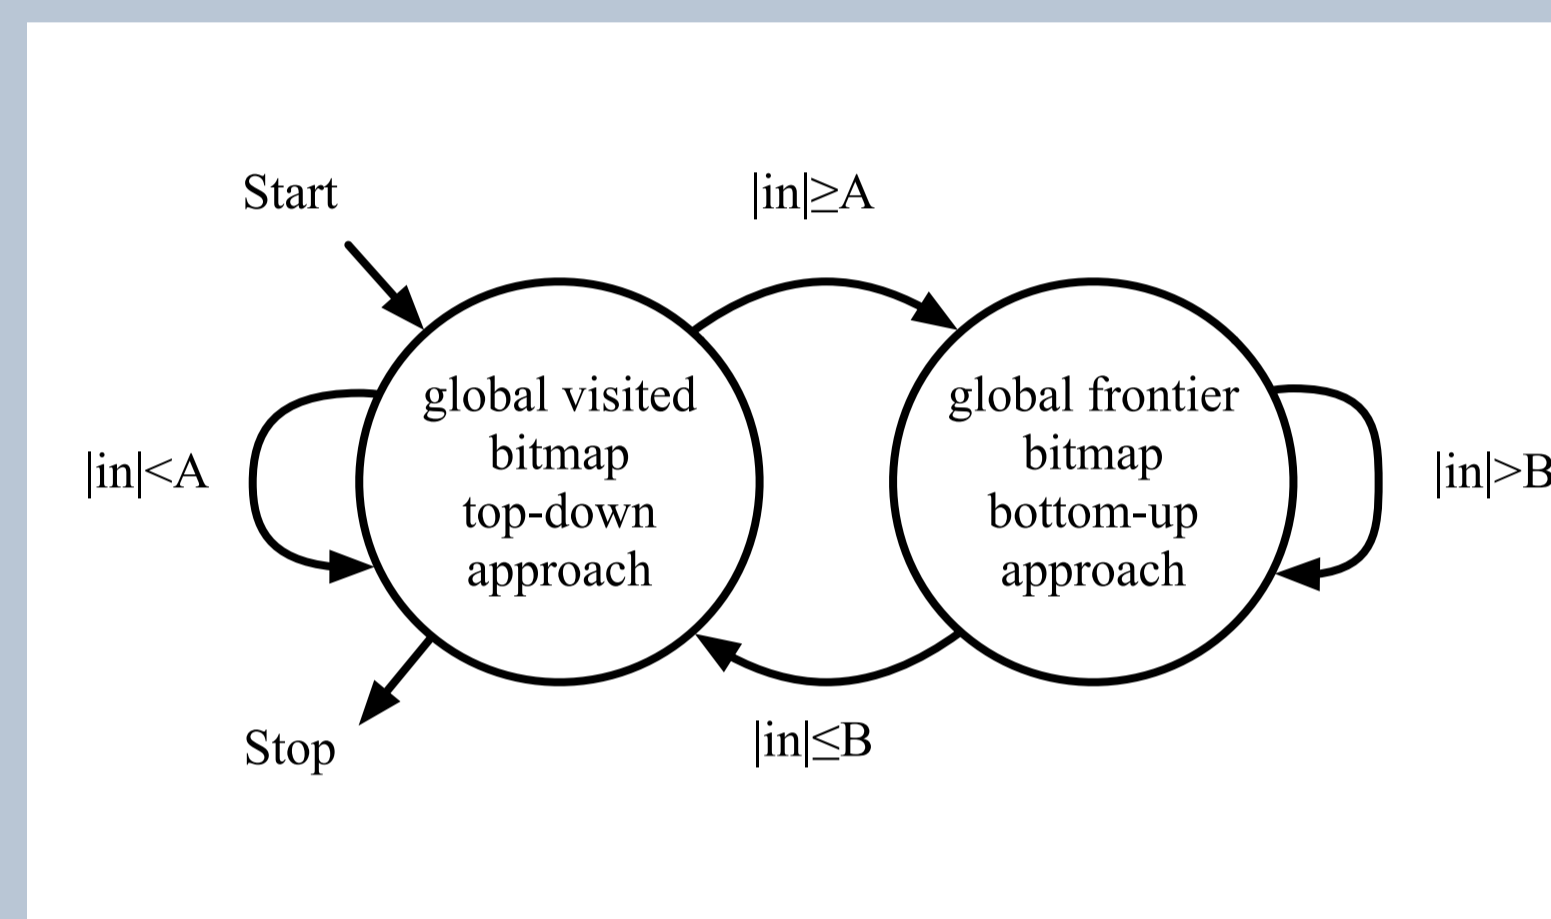 Start
|in|≥A
global visited
bitmap
top-down
approach
global frontier
bitmap
bottom-up
approach
|in|<A
|in|>B
Stop
|in|≤B